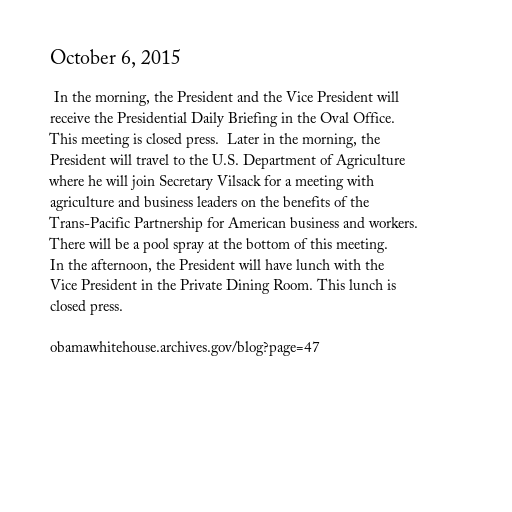 October 6, 2015
In the morning, the President and the Vice President will
receive the Presidential Daily Briefing in the Oval Office.
This meeting is closed press.  Later in the morning, the
President will travel to the U.S. Department of Agriculture
where he will join Secretary Vilsack for a meeting with
agriculture and business leaders on the benefits of the
Trans-Pacific Partnership for American business and workers.
There will be a pool spray at the bottom of this meeting.
In the afternoon, the President will have lunch with the
Vice President in the Private Dining Room. This lunch is
closed press.
obamawhitehouse.archives.gov/blog?page=47